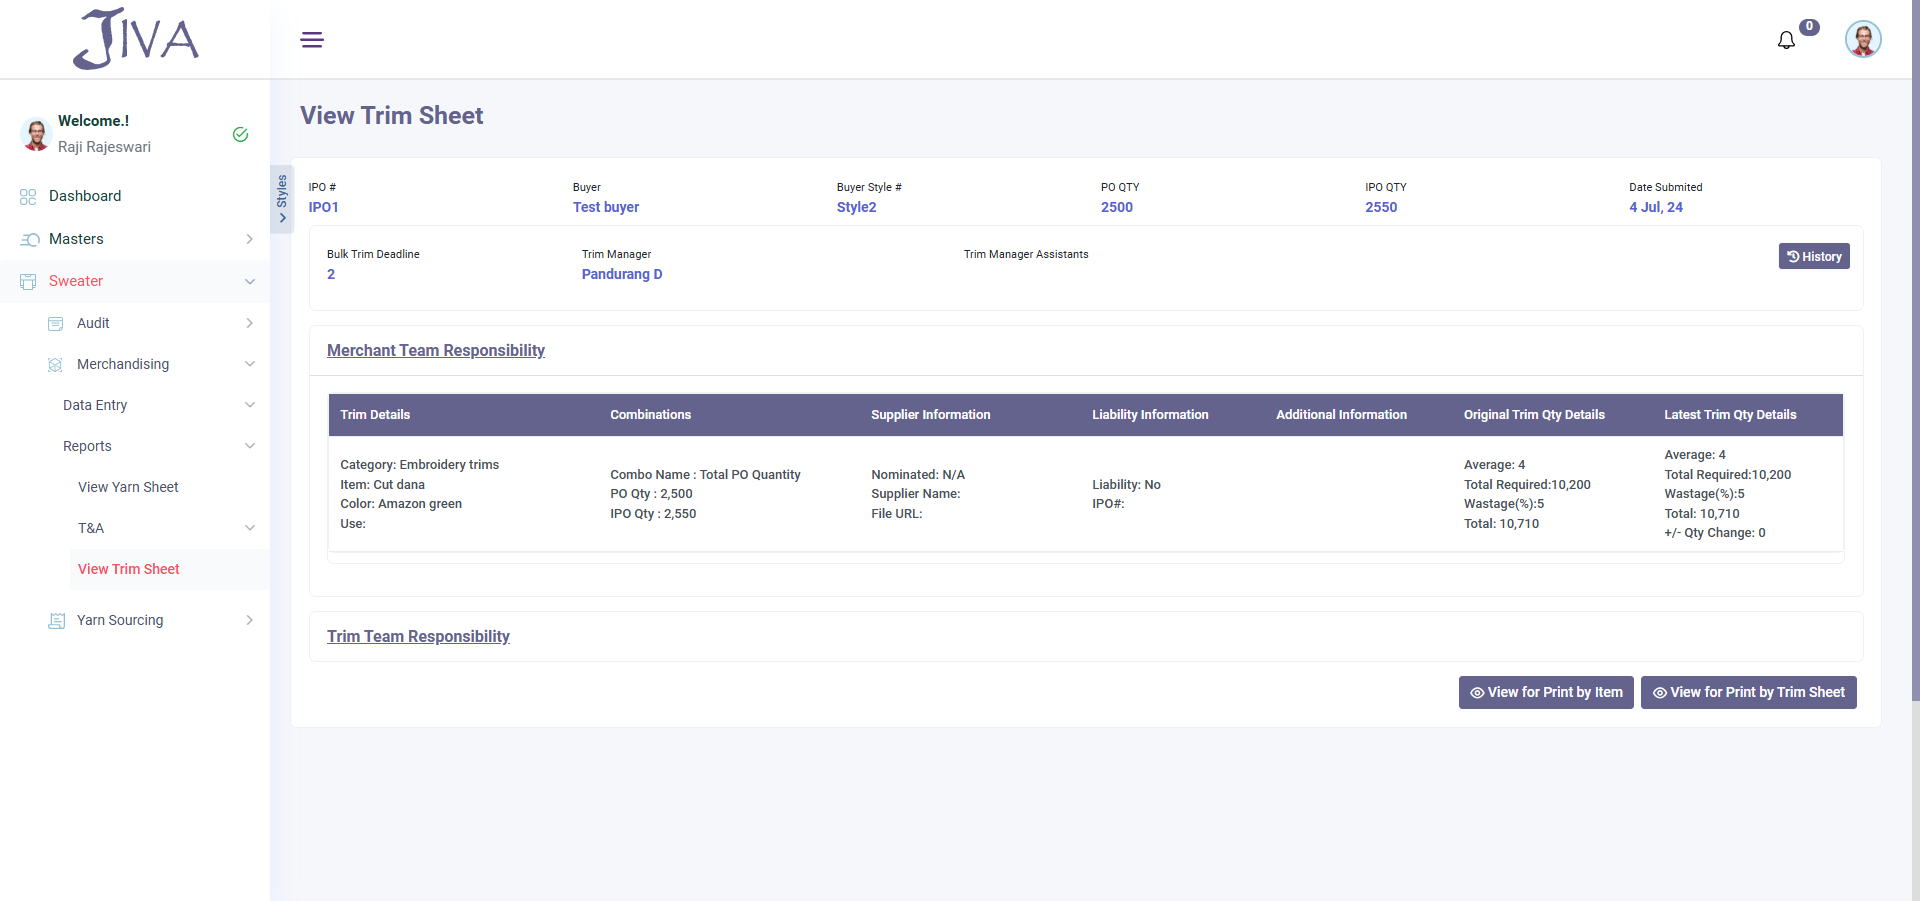 JIVA
0
Welcome.!
Raji Rajeswari
Dashboard
Masters
Sweater
Audit
Merchandising
Data Entry
Reports
View Yarn Sheet
T&A
View Trim Sheet
Yarn Sourcing
Styles
View Trim Sheet
IPO # Buyer Buyer Style # PO QTY IPO QTY Date Submited
IPO1 Test buyer Style2 2500 2550 4 Jul, 24
Bulk Trim Deadline Trim Manager Trim Manager Assistants
2 Pandurang D
History
Merchant Team Responsibility
Trim Details Combinations Supplier Information Liability Information Additional Information Original Trim Qty Details Latest Trim Qty Details
Category: Embroidery trims
Item: Cut dana
Color: Amazon green
Use:
Combo Name : Total PO Quantity
PO Qty : 2,500
IPO Qty : 2,550
Nominated: N/A
Supplier Name:
File URL:
Liability: No
IPO#:
Average: 4
Total Required:10,200
Wastage(%):5
Total: 10,710
Average: 4
Total Required:10,200
Wastage(%):5
Total: 10,710
+/- Qty Change: 0
Trim Team Responsibility
View for Print by Item View for Print by Trim Sheet